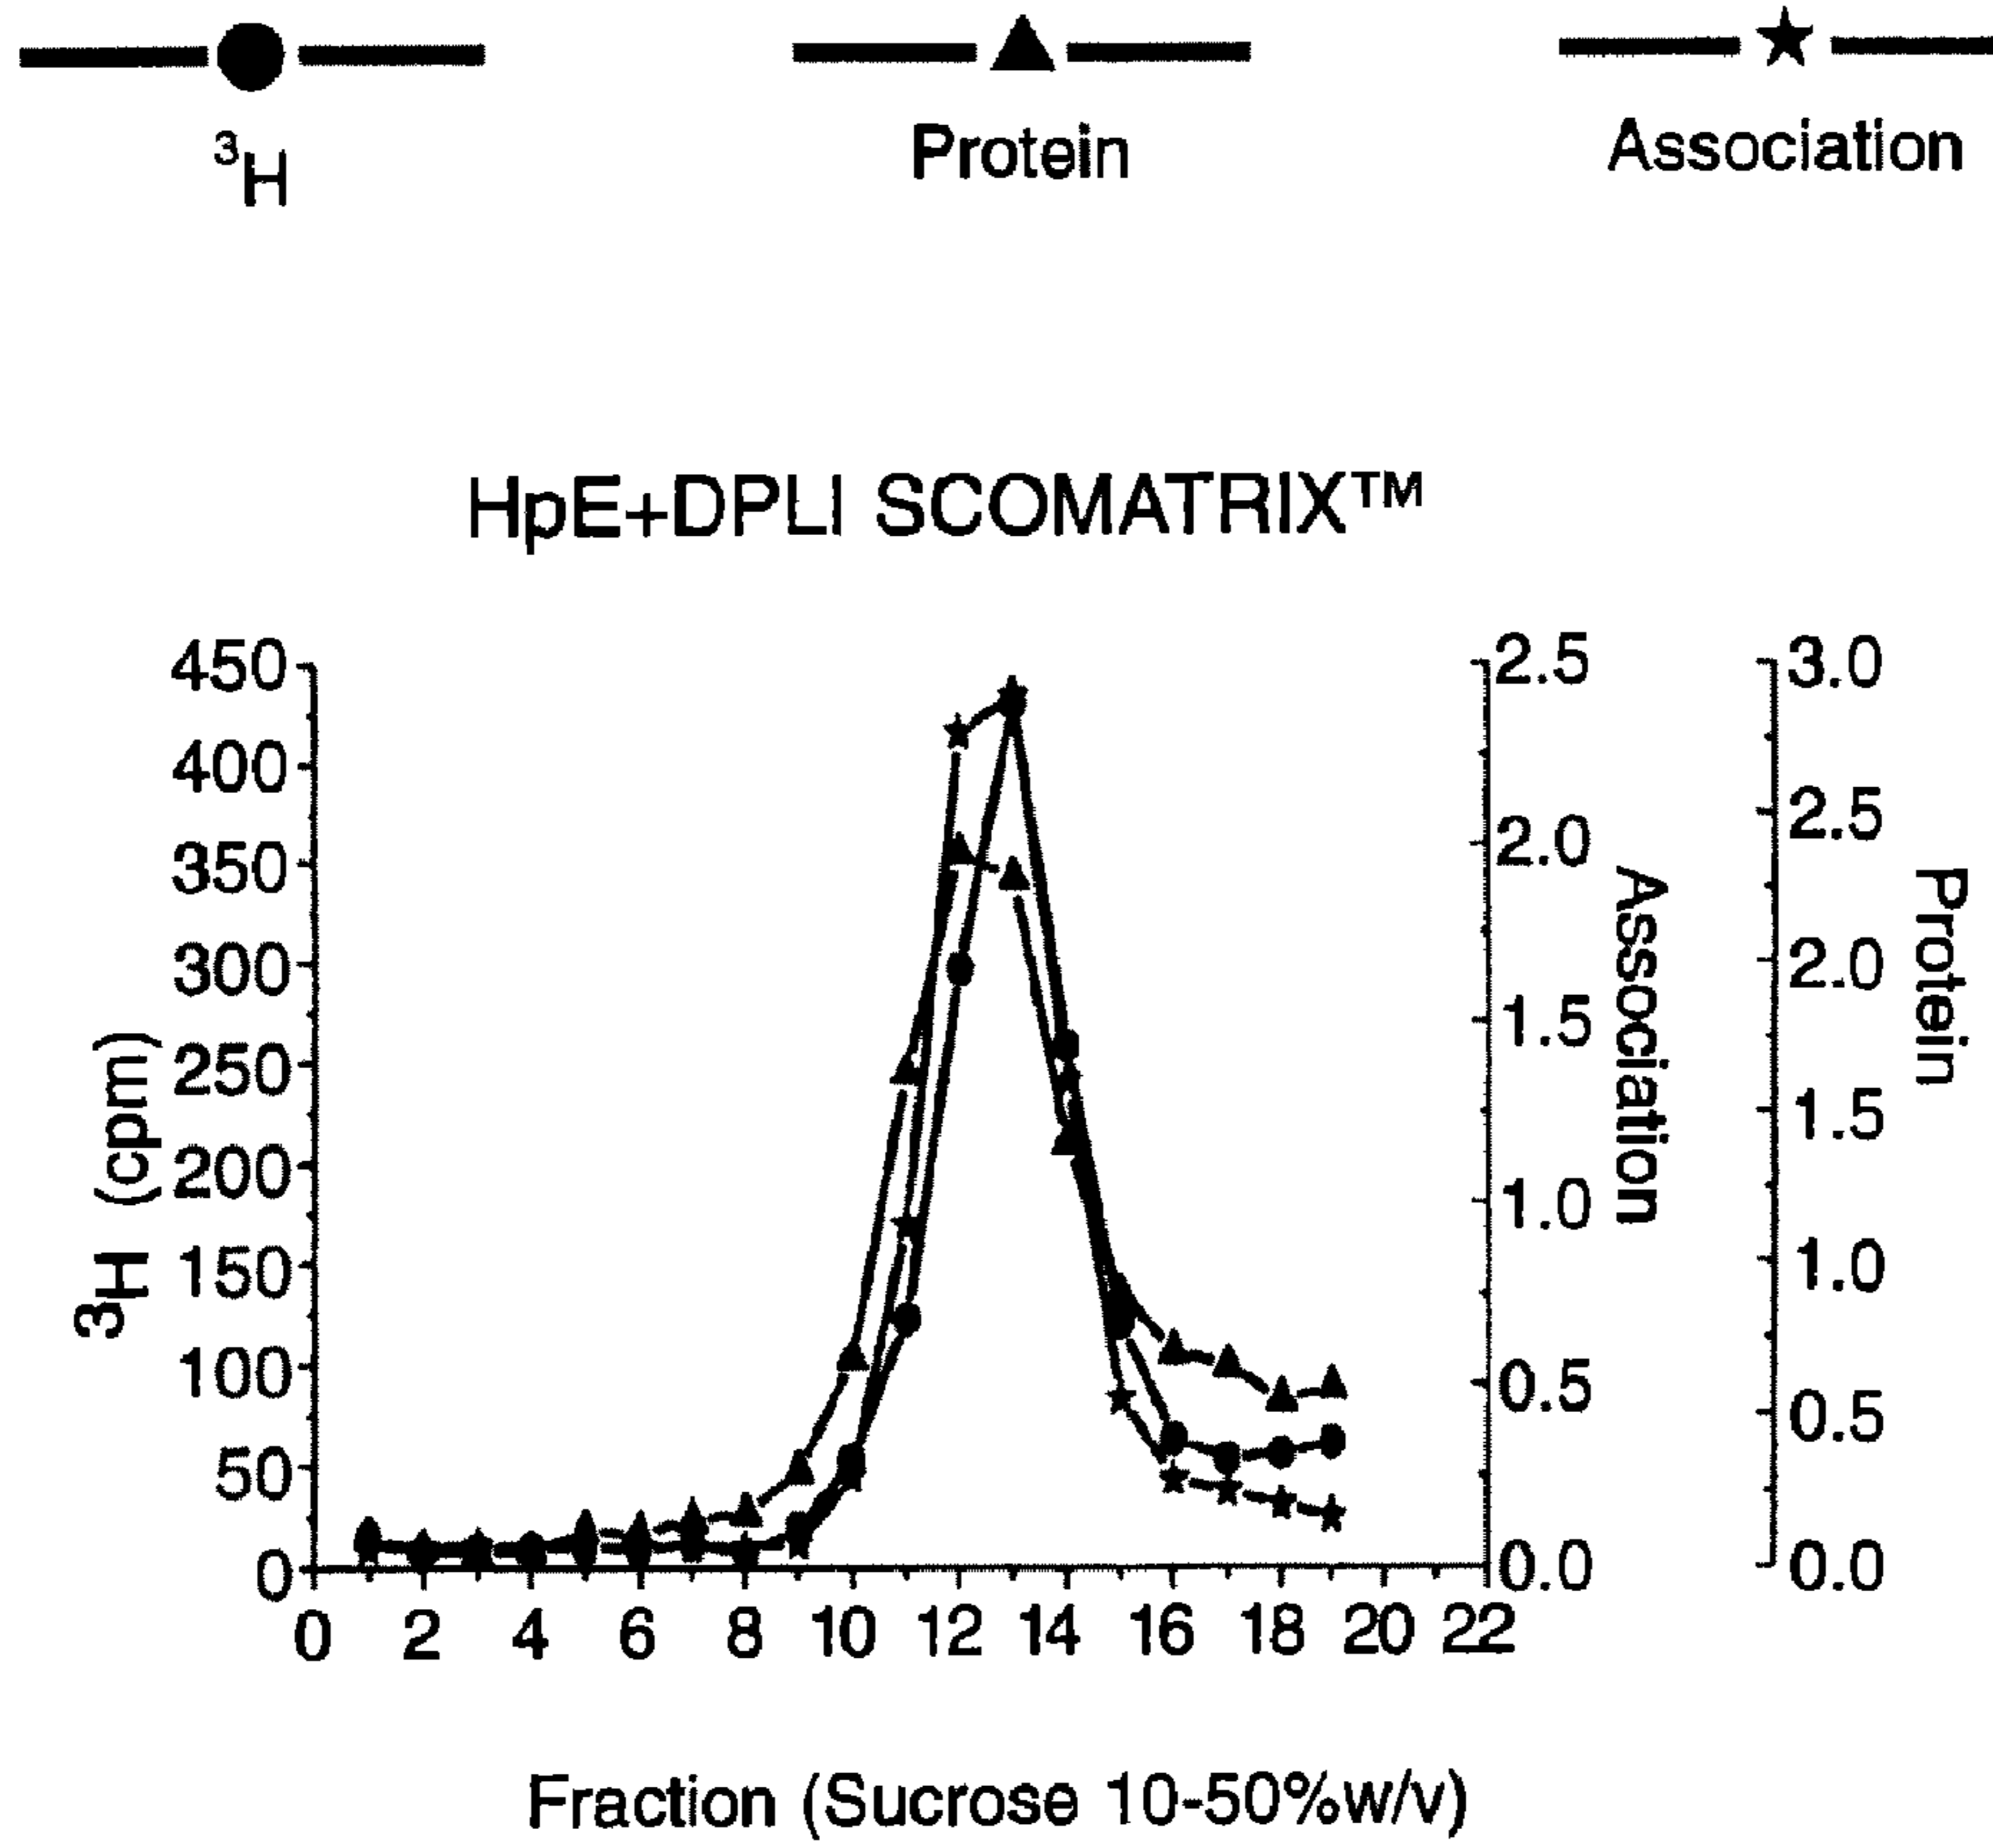 ³H
Protein
Association
HpE+DPLI SCOMATRIX™
450
400
350
300
250
200
150
100
50
0
³H (cpm)
2.5
2.0
1.5
1.0
0.5
0.0
Association
3.0
2.5
2.0
1.5
1.0
0.5
0.0
Protein
0 2 4 6 8 10 12 14 16 18 20 22
Fraction (Sucrose 10-50%w/v)